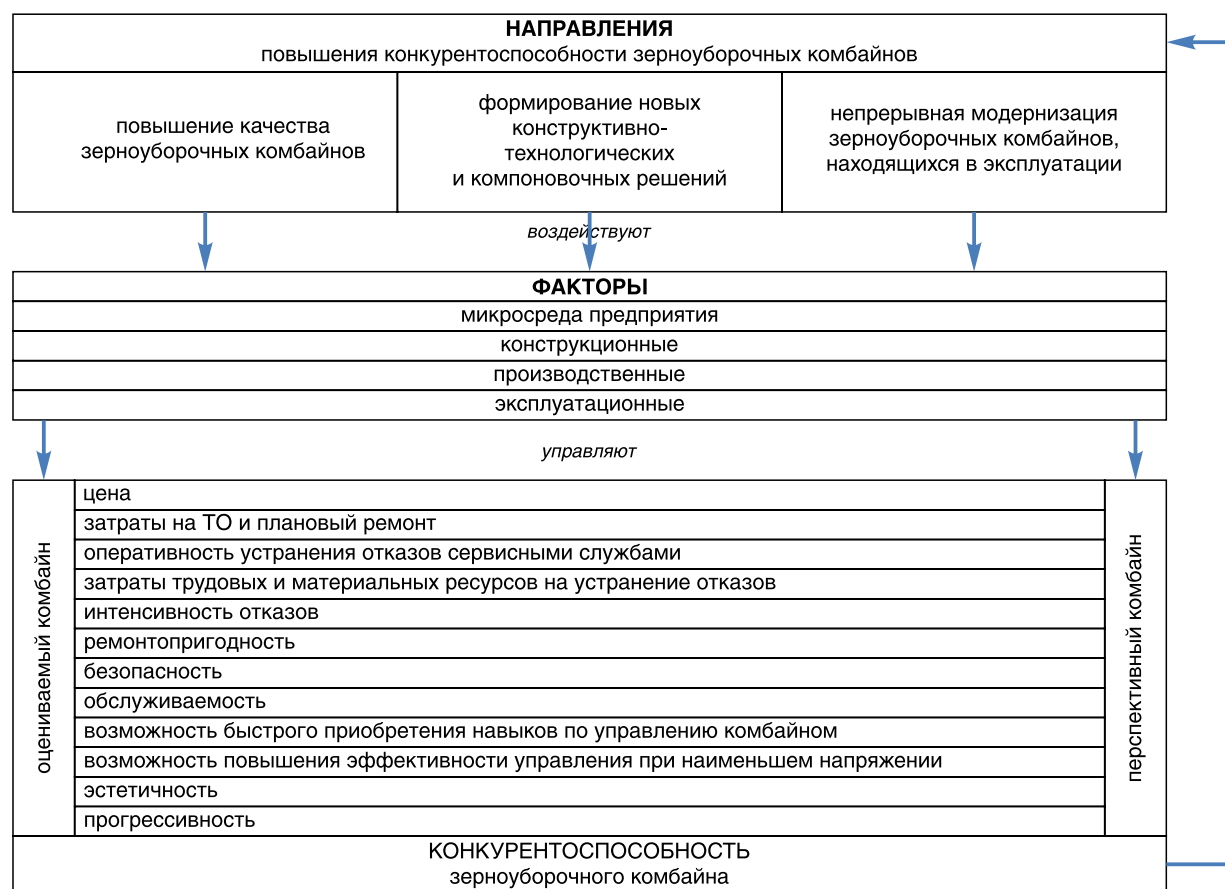 НАПРАВЛЕНИЯ
повышения конкурентоспособности зерноуборочных комбайнов
повышение качества
зерноуборочных комбайнов
формирование новых
конструктивно-
технологических
и компоновочных решений
непрерывная модернизация
зерноуборочных комбайнов,
находящихся в эксплуатации
воздействуют
ФАКТОРЫ
микросреда предприятия
конструкционные
производственные
эксплуатационные
управляют
оцениваемый комбайн
цена
затраты на ТО и плановый ремонт
оперативность устранения отказов сервисными службами
затраты трудовых и материальных ресурсов на устранение отказов
интенсивность отказов
ремонтопригодность
безопасность
обслуживаемость
возможность быстрого приобретения навыков по управлению комбайном
возможность повышения эффективности управления при наименьшем напряжении
эстетичность
прогрессивность
перспективный комбайн
КОНКУРЕНТОСПОСОБНОСТЬ
зерноуборочного комбайна